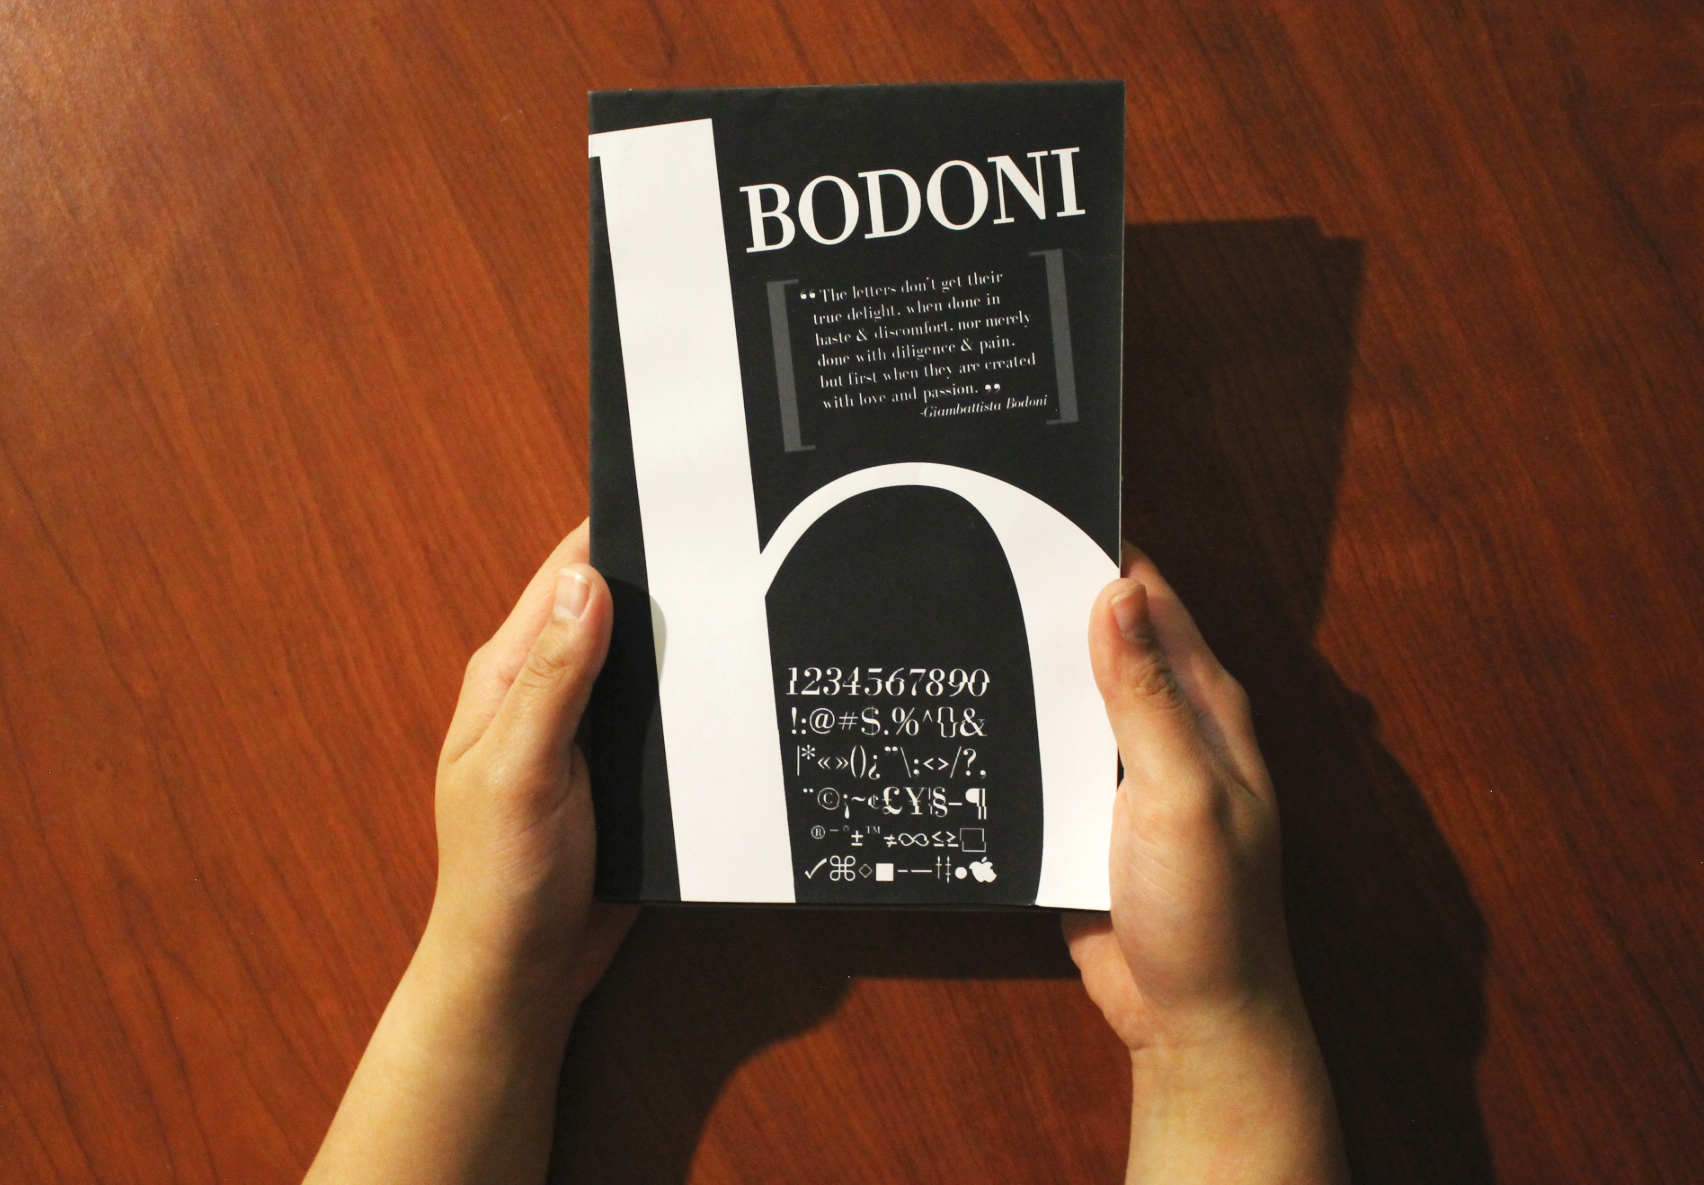 h
BODONI
“The letters don't get their
true delight, when done in
haste & discomfort, nor merely
done with diligence & pain,
but first when they are created
with love and passion.”
-Giambattista Bodoni
1234567890
!:@#$.%^{}&
|*«»()¿¨\;<>/?,
¨©¡~¢£¥¦§–¶
®¯°±™≠∞≤≥□
✓⌘◇■–—†‡●